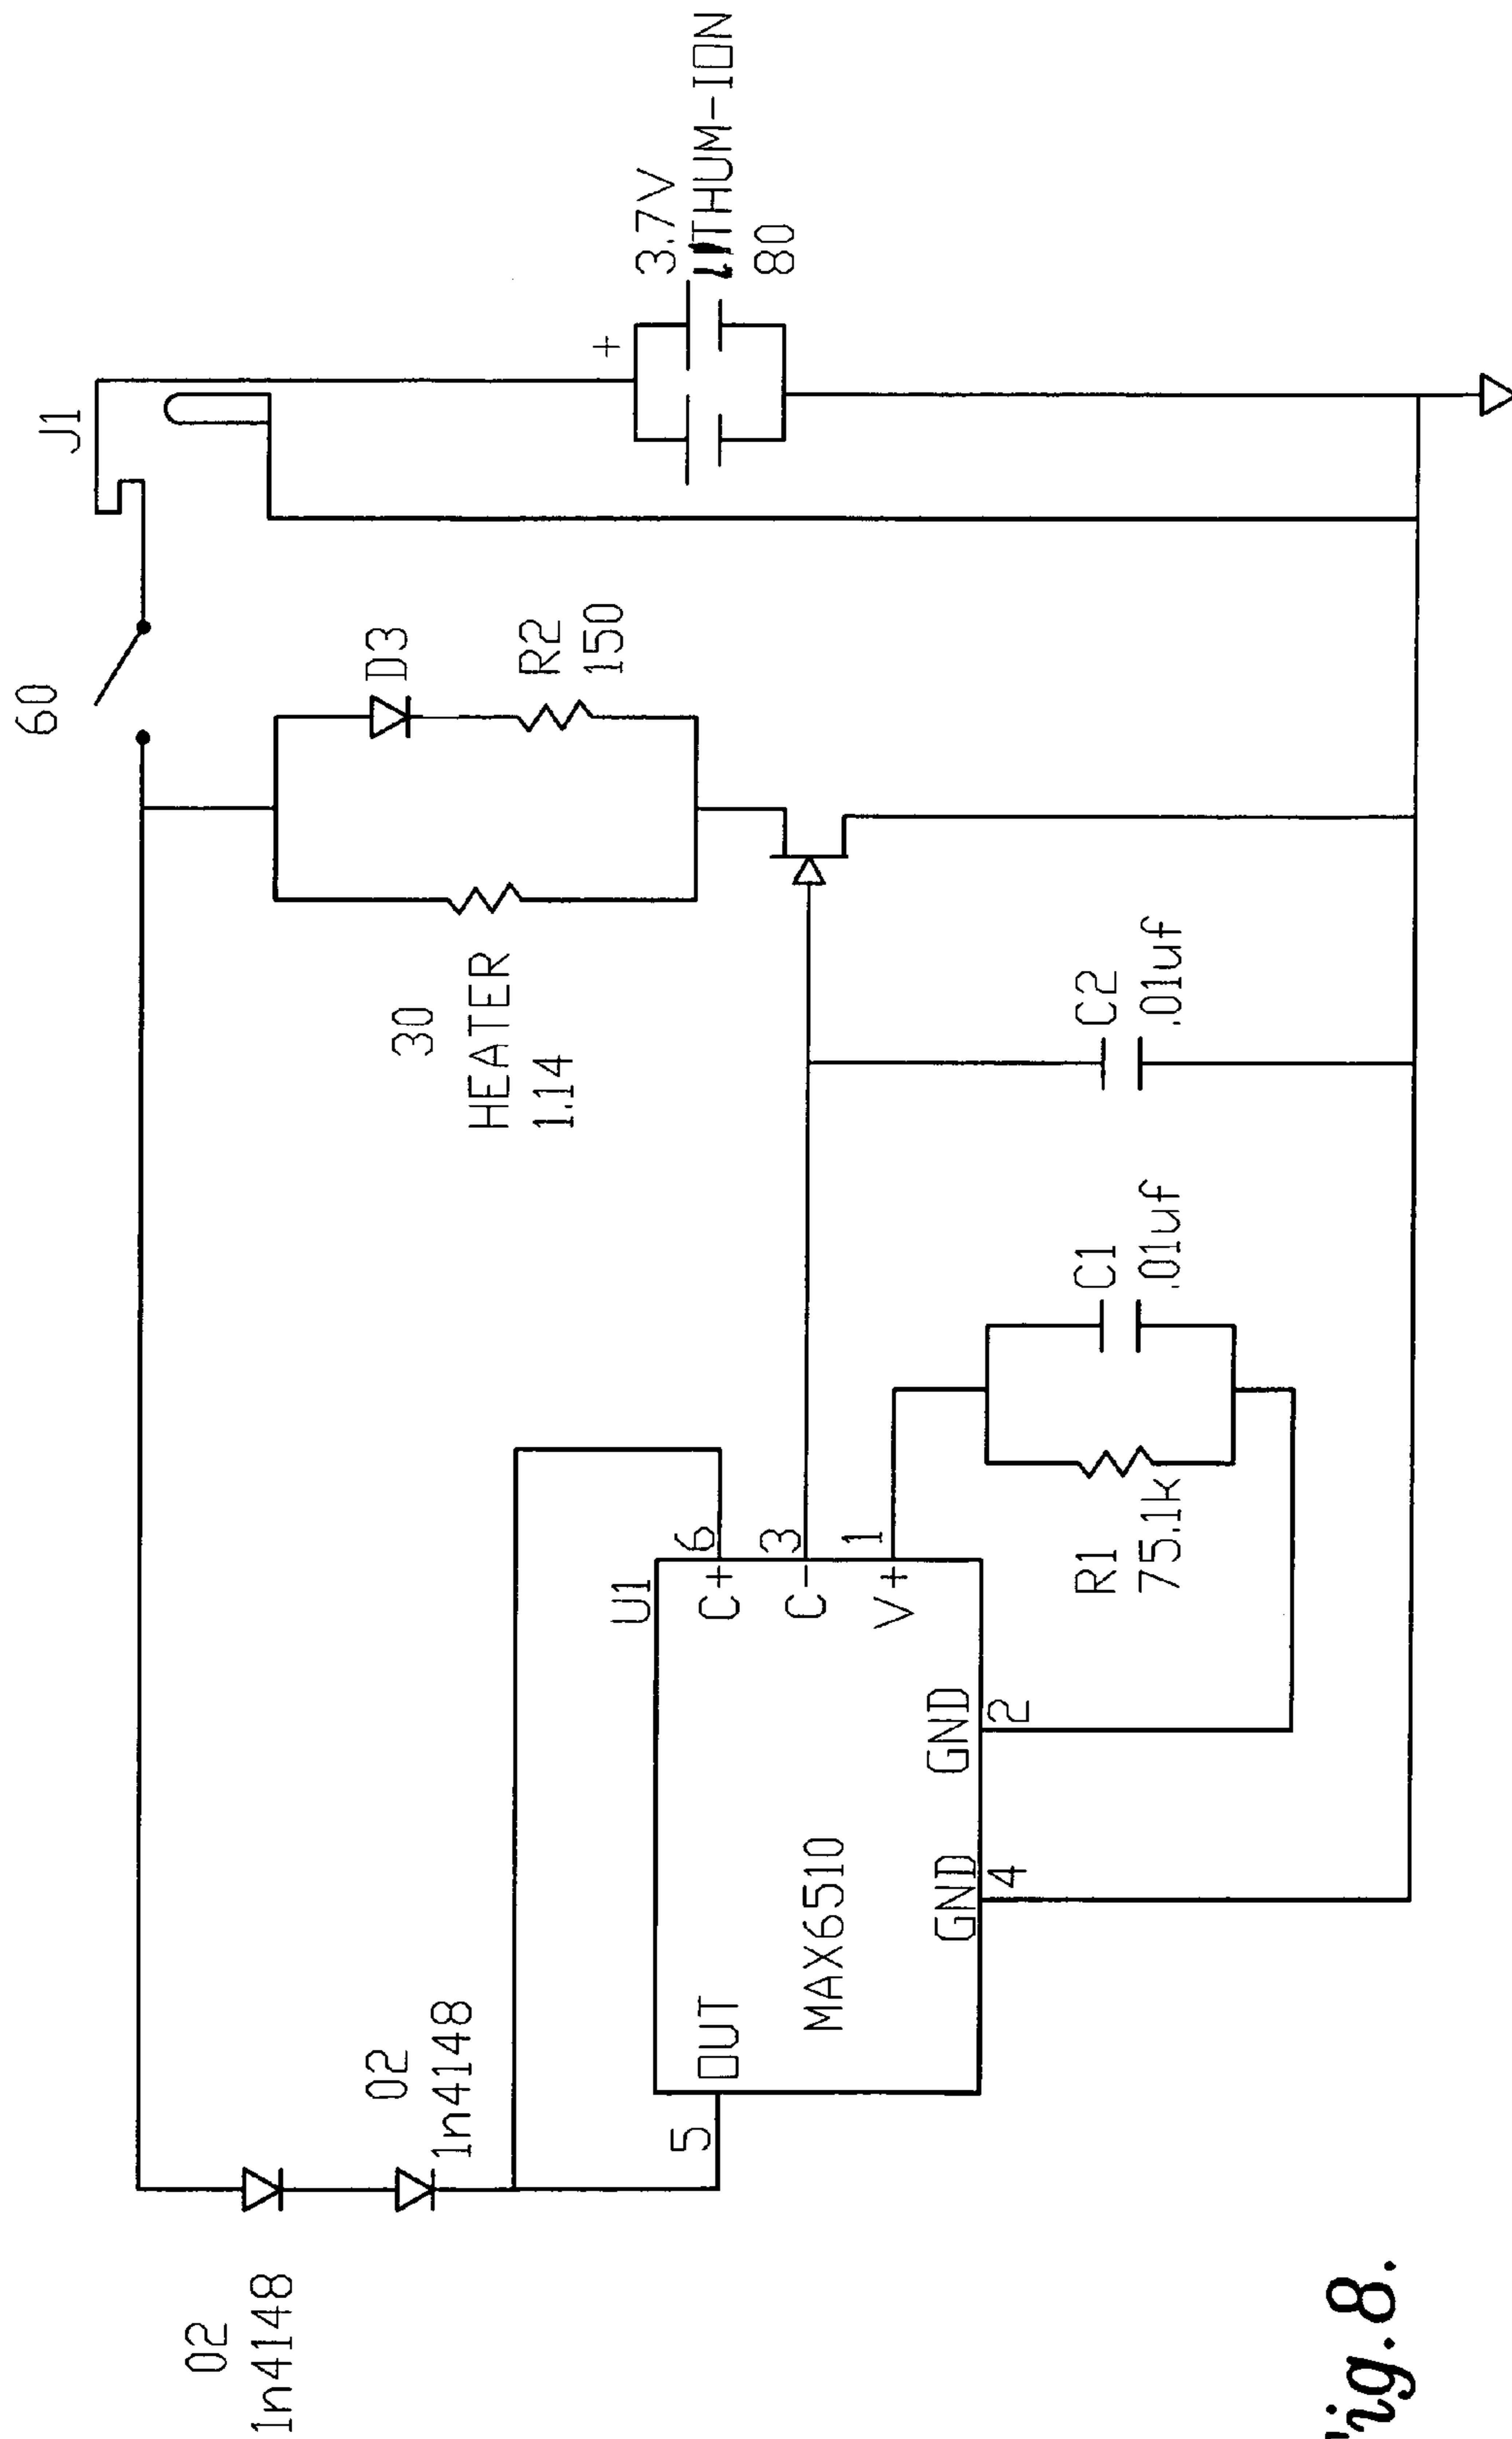 60
J1
02
1n4148
02
1n4148
D3
30
HEATER
1.14
R2
150
3.7V
LITHUM-ION
80
+
U1
5
OUT
6
C+
MAX6510
3
C-
1
V+
GND
4
GND
2
R1
75.1k
C1
.01uf
C2
.01uf
Fig.8.